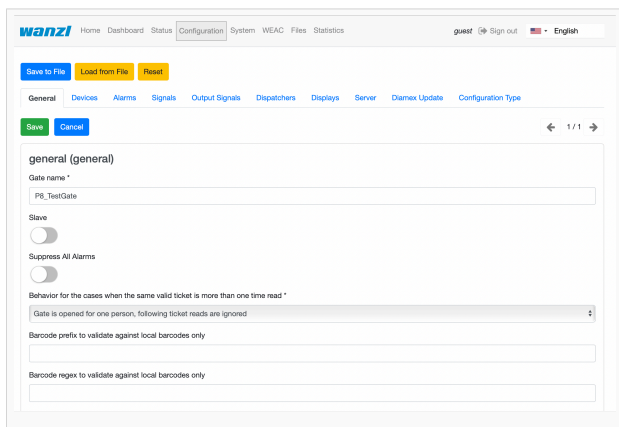 wanzl Home Dashboard Status Configuration System WEAC Files Statistics guest Sign out English
Save to File Load from File Reset
General Devices Alarms Signals Output Signals Dispatchers Displays Server Diamex Update Configuration Type
Save Cancel 1 / 1
general (general)
Gate name *
P8_TestGate
Slave
Suppress All Alarms
Behavior for the cases when the same valid ticket is more than one time read *
Gate is opened for one person, following ticket reads are ignored
Barcode prefix to validate against local barcodes only
Barcode regex to validate against local barcodes only